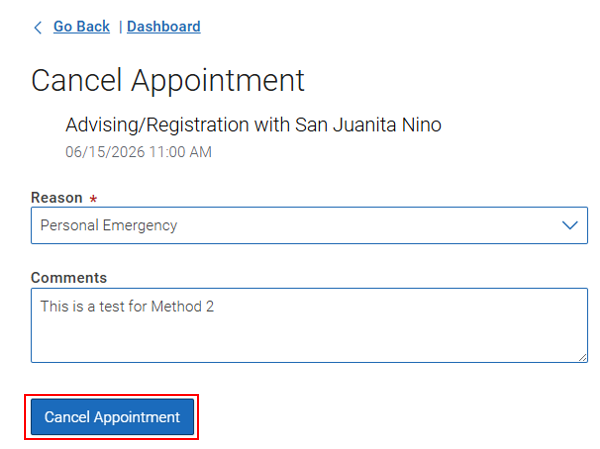 Go Back | Dashboard
Cancel Appointment
Advising/Registration with San Juanita Nino
06/15/2026 11:00 AM
Reason *
Personal Emergency
Comments
This is a test for Method 2
Cancel Appointment